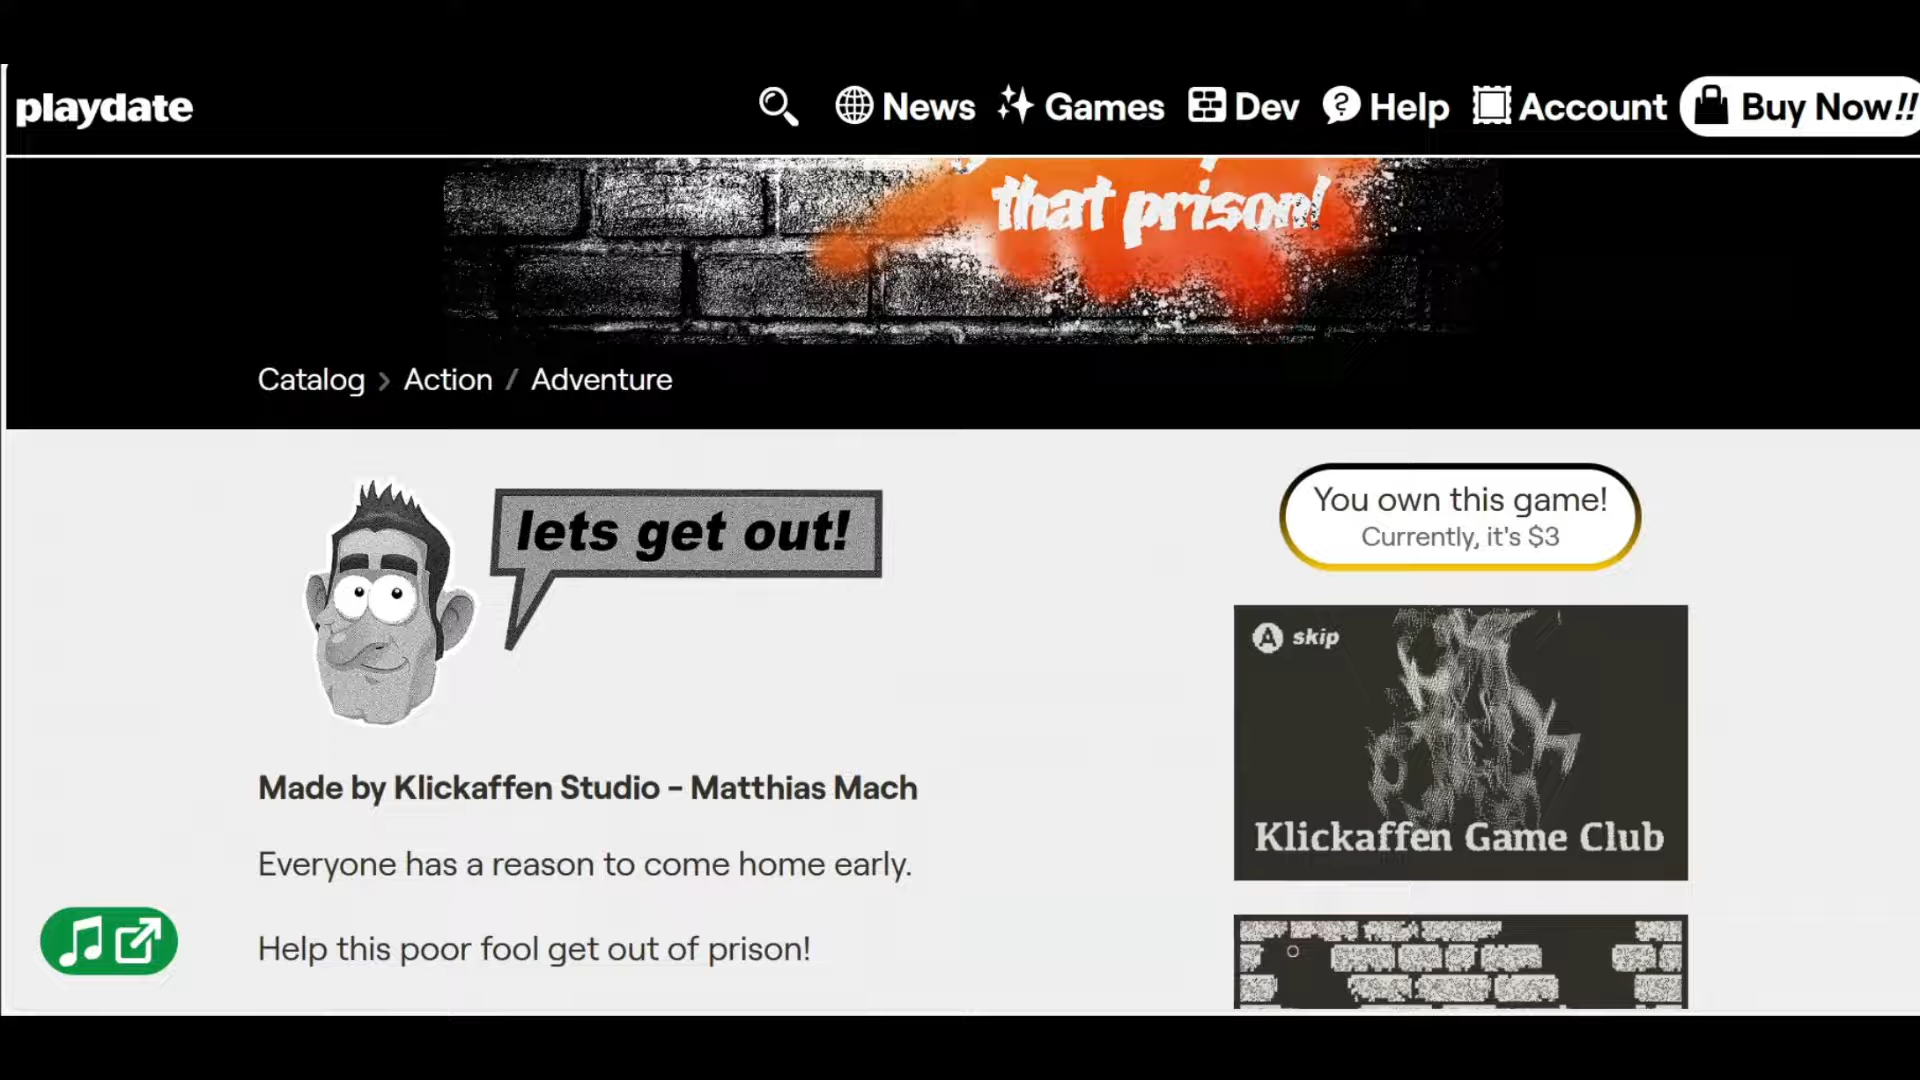 playdate
News
Games
Dev
Help
Account
Buy Now!!
that prison!
Catalog > Action / Adventure
lets get out!
You own this game!
Currently, it's $3
A skip
Klickaffen Game Club
Made by Klickaffen Studio - Matthias Mach
Everyone has a reason to come home early.
Help this poor fool get out of prison!